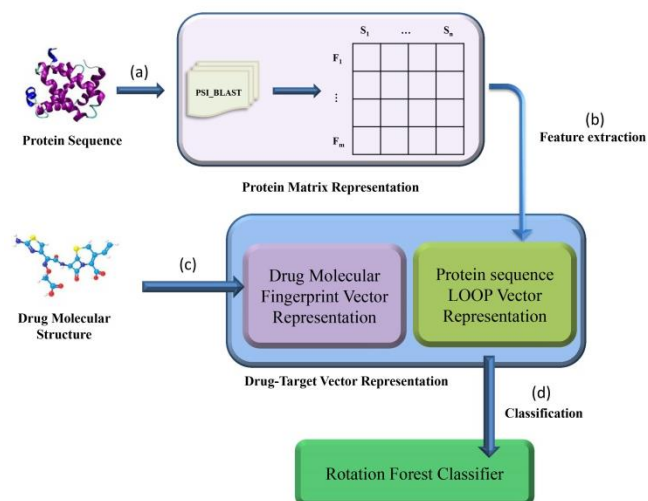 (a)
Protein Sequence
PSI_BLAST
S1 … Sn
F1
⋮
Fm
Protein Matrix Representation
(b)
Feature extraction
(c)
Drug Molecular
Structure
Drug Molecular
Fingerprint Vector
Representation
Protein sequence
LOOP Vector
Representation
Drug-Target Vector Representation
(d)
Classification
Rotation Forest Classifier